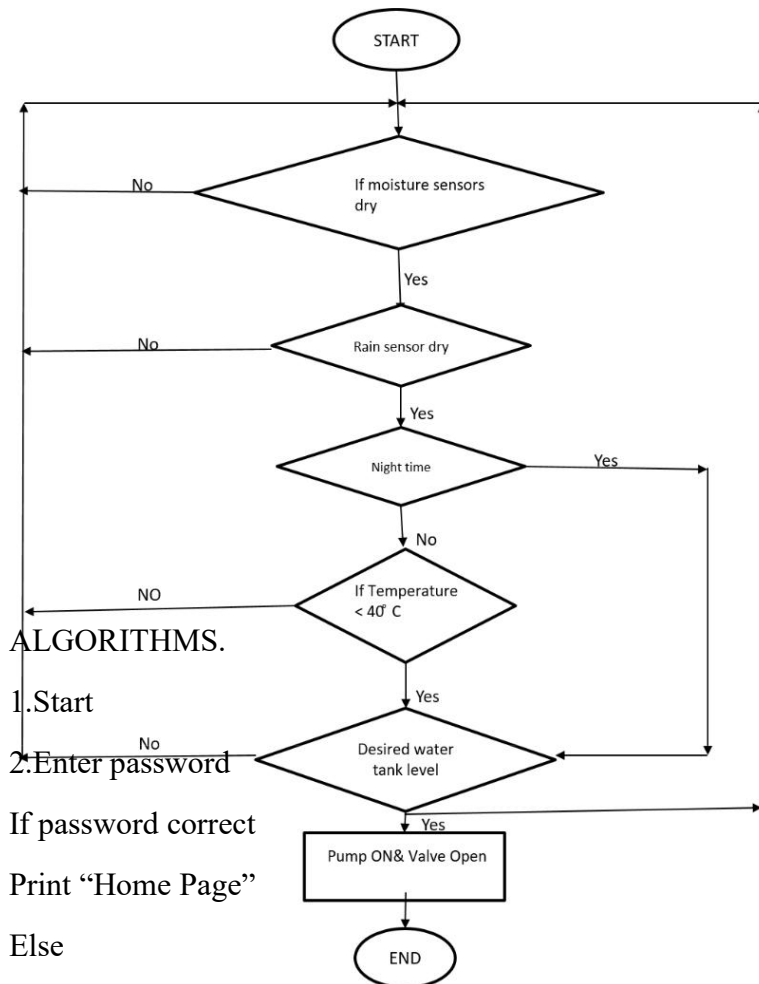 START
If moisture sensors
dry
No
Yes
Rain sensor dry
No
Yes
Night time
Yes
No
If Temperature
< 40° C
NO
Yes
Desired water
tank level
No
Yes
Pump ON& Valve Open
END
ALGORITHMS.
1.Start
2.Enter password
If password correct
Print “Home Page”
Else